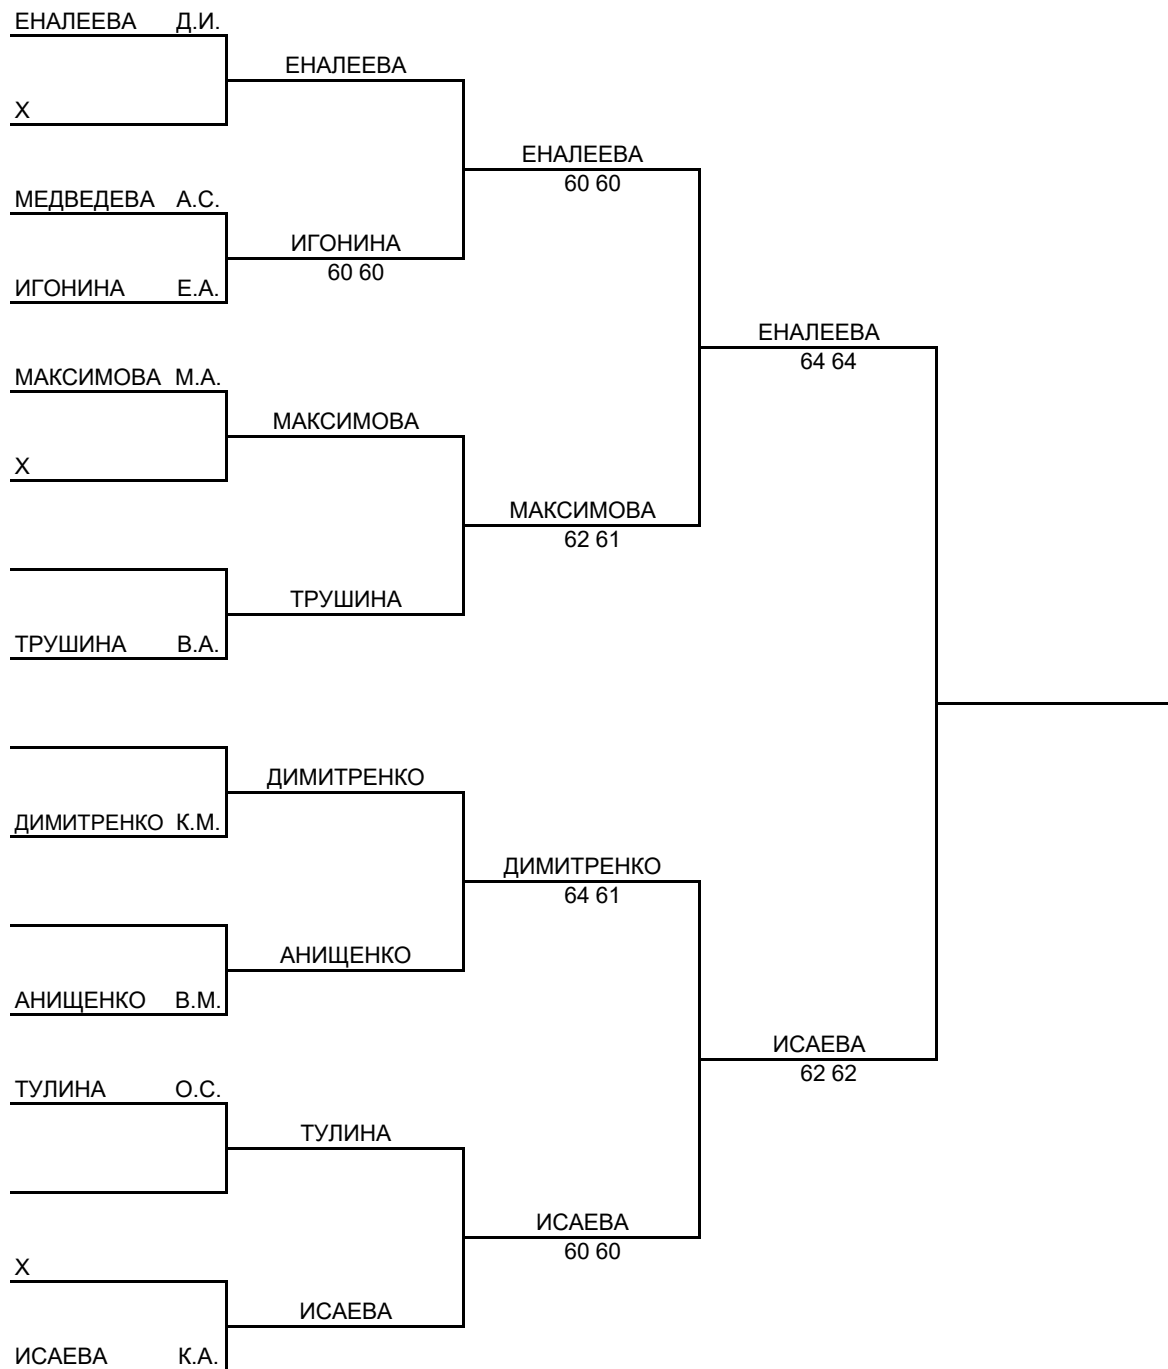 ЕНАЛЕЕВА Д.И.
ЕНАЛЕЕВА
X
ЕНАЛЕЕВА
60 60
МЕДВЕДЕВА А.С.
ИГОНИНА
60 60
ИГОНИНА Е.А.
ЕНАЛЕЕВА
64 64
МАКСИМОВА М.А.
МАКСИМОВА
X
МАКСИМОВА
62 61
ТРУШИНА
ТРУШИНА В.А.
ДИМИТРЕНКО
ДИМИТРЕНКО К.М.
ДИМИТРЕНКО
64 61
АНИЩЕНКО
АНИЩЕНКО В.М.
ИСАЕВА
62 62
ТУЛИНА О.С.
ТУЛИНА
ИСАЕВА
60 60
X
ИСАЕВА
ИСАЕВА К.А.